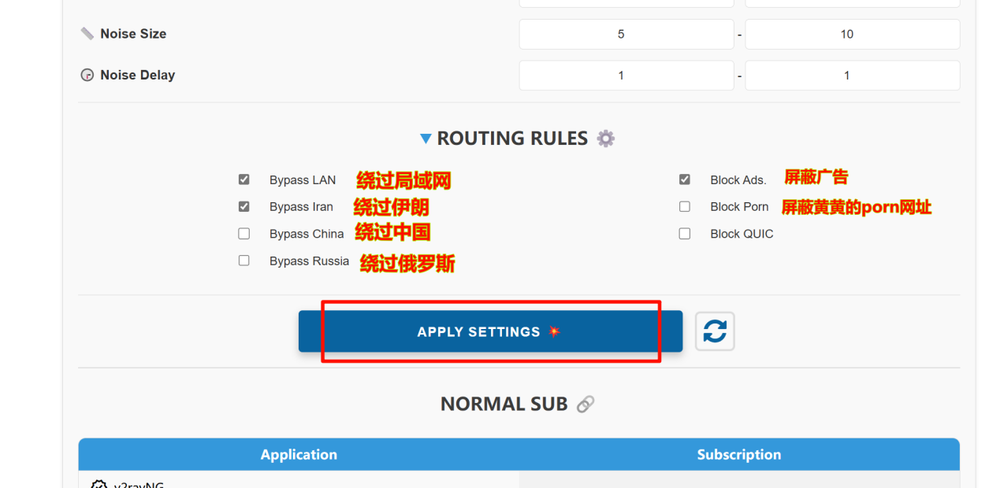 Noise Size 5 - 10
Noise Delay 1 - 1
ROUTING RULES
Bypass LAN 绕过局域网 Block Ads. 屏蔽广告
Bypass Iran 绕过伊朗 Block Porn 屏蔽黄黄的porn网址
Bypass China 绕过中国 Block QUIC
Bypass Russia 绕过俄罗斯
APPLY SETTINGS
NORMAL SUB
Application Subscription
v2rayNG